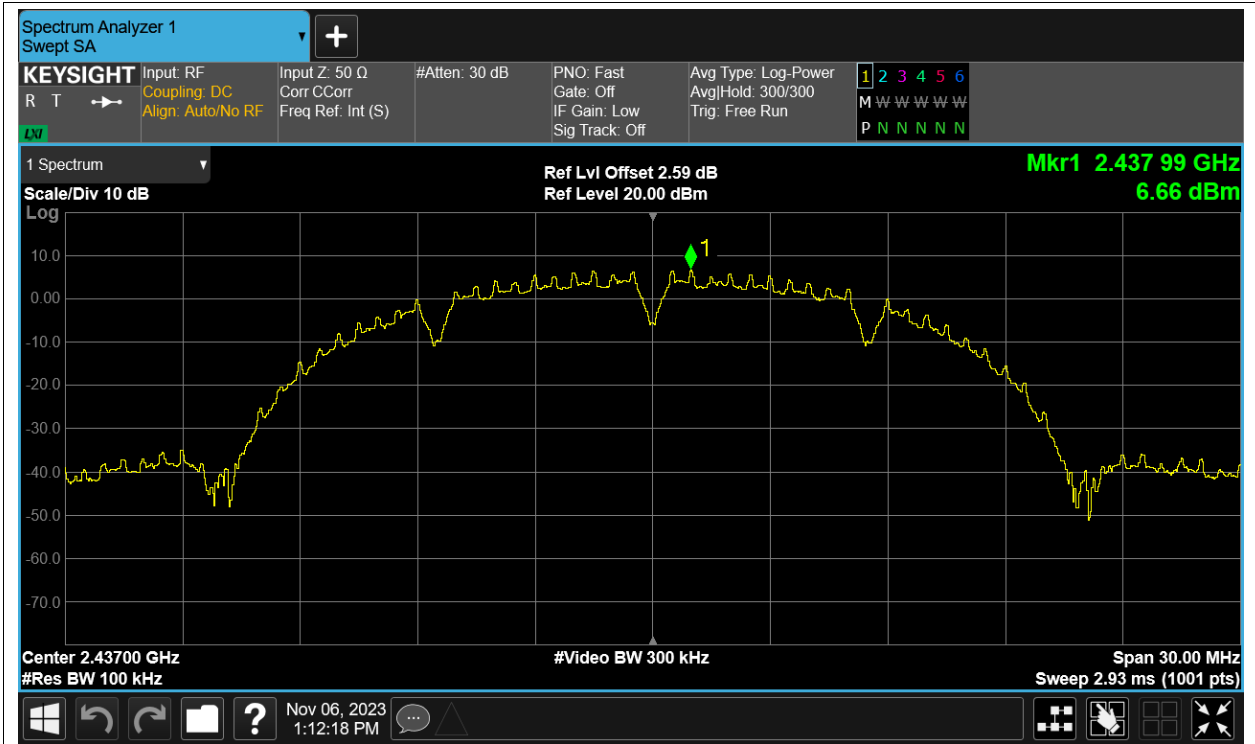 Spectrum Analyzer 1
Swept SA
KEYSIGHT
R T
LXI
Input: RF
Coupling: DC
Align: Auto/No RF
Input Z: 50 Ω
Corr CCorr
Freq Ref: Int (S)
#Atten: 30 dB
PNO: Fast
Gate: Off
IF Gain: Low
Sig Track: Off
Avg Type: Log-Power
Avg|Hold: 300/300
Trig: Free Run
1 2 3 4 5 6
M W W W W W
P N N N N N
1 Spectrum
Scale/Div 10 dB
Ref Lvl Offset 2.59 dB
Ref Level 20.00 dBm
Mkr1 2.437 99 GHz
6.66 dBm
Log
1
10.0
0.00
-10.0
-20.0
-30.0
-40.0
-50.0
-60.0
-70.0
Center 2.43700 GHz
#Video BW 300 kHz
Span 30.00 MHz
#Res BW 100 kHz
Sweep 2.93 ms (1001 pts)
?
Nov 06, 2023
1:12:18 PM